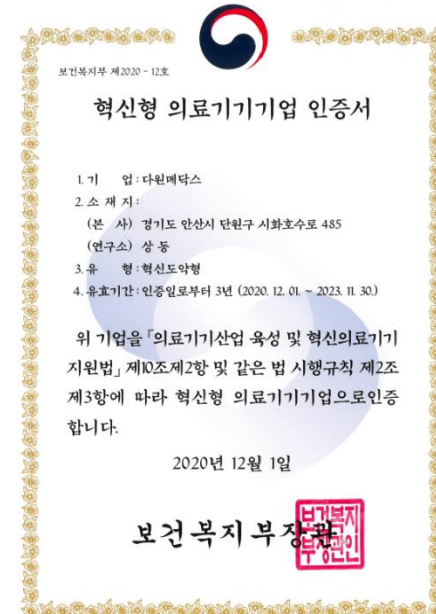 보건복지부 제2020 - 12호
혁신형 의료기기기업 인증서
1. 기 업 : 다원메닥스
2. 소 재 지 :
(본 사) 경기도 안산시 단원구 시화호수로 485
(연구소) 상 동
3. 유 형 : 혁신도약형
4. 유효기간 : 인증일로부터 3년 (2020. 12. 01. ~ 2023. 11. 30.)
위 기업을 「의료기기산업 육성 및 혁신의료기기
지원법」 제10조제2항 및 같은 법 시행규칙 제2조
제3항에 따라 혁신형 의료기기기업으로인증
합니다.
2020년 12월 1일
보건복지부장관
보건복지
부장관인